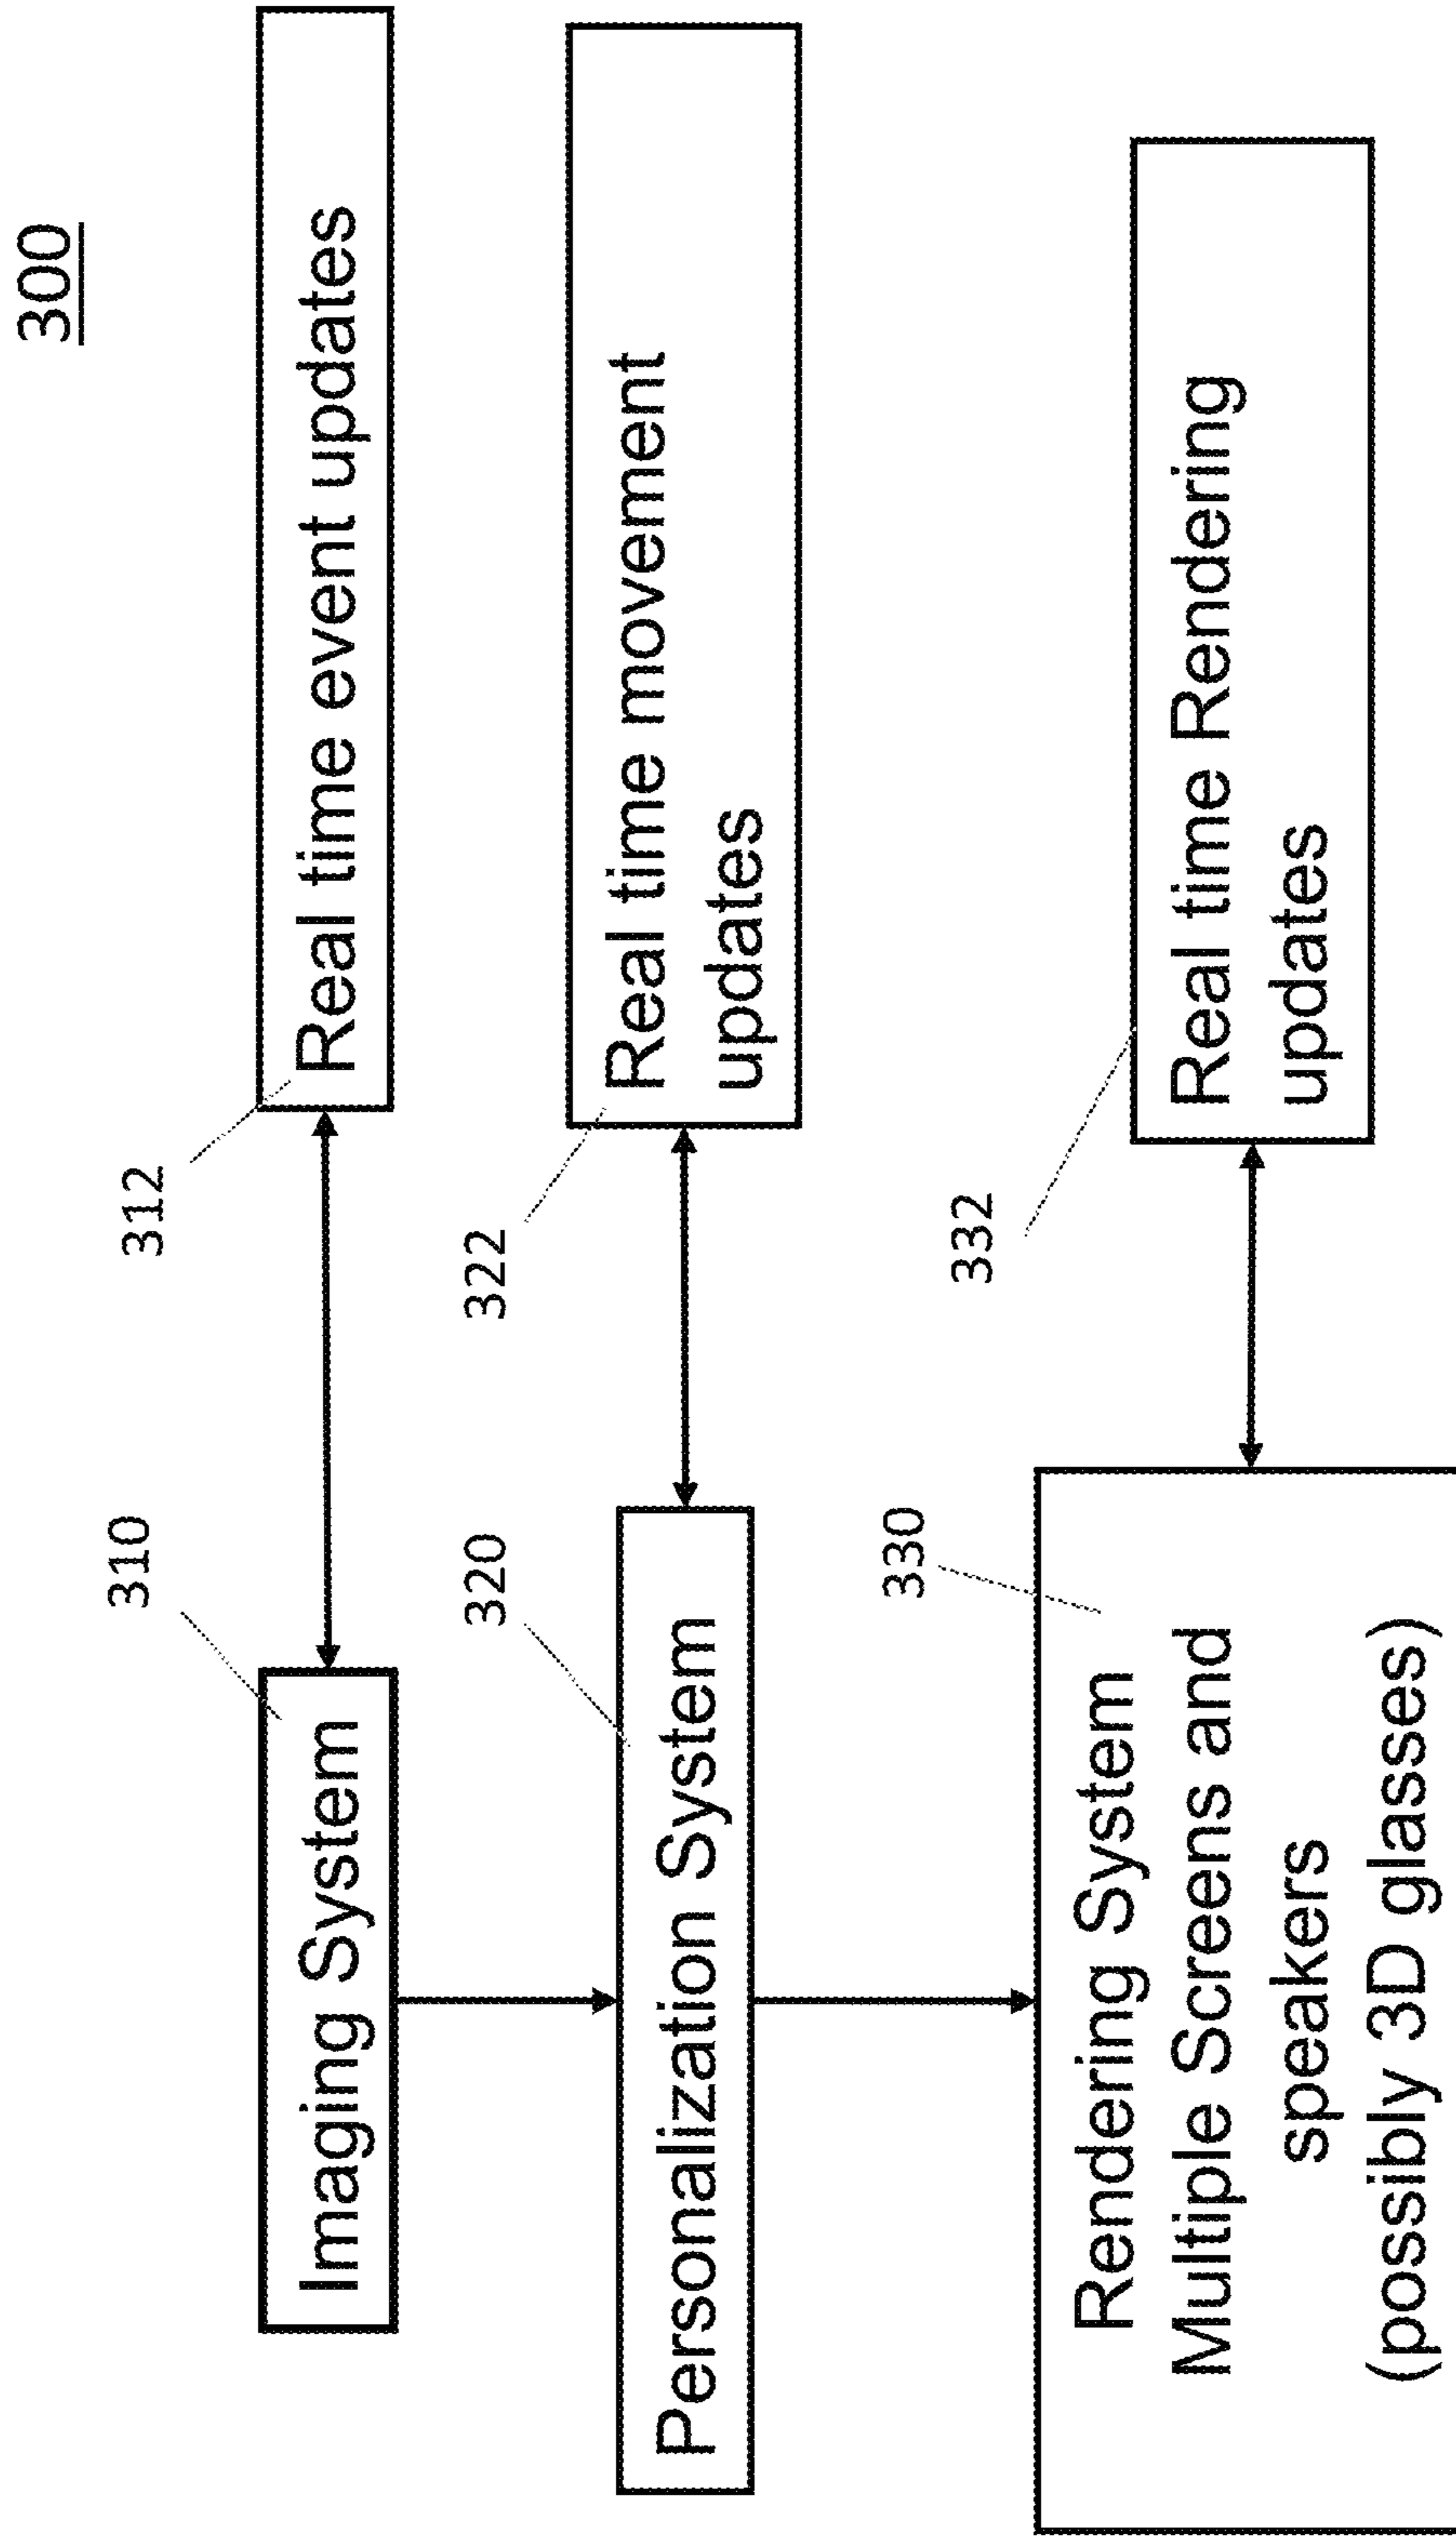 300
310
312
Imaging System
Real time event updates
320
322
Personalization System
Real time movement
updates
330
332
Rendering System
Multiple Screens and
speakers
(possibly 3D glasses)
Real time Rendering
updates